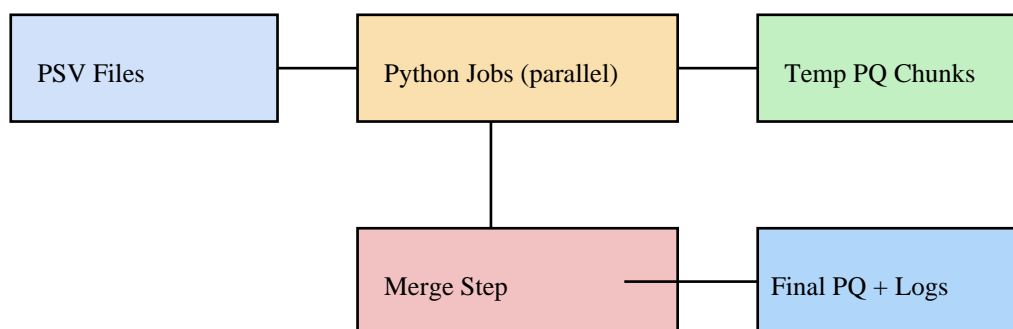 PSV Files
Python Jobs (parallel)
Temp PQ Chunks
Merge Step
Final PQ + Logs